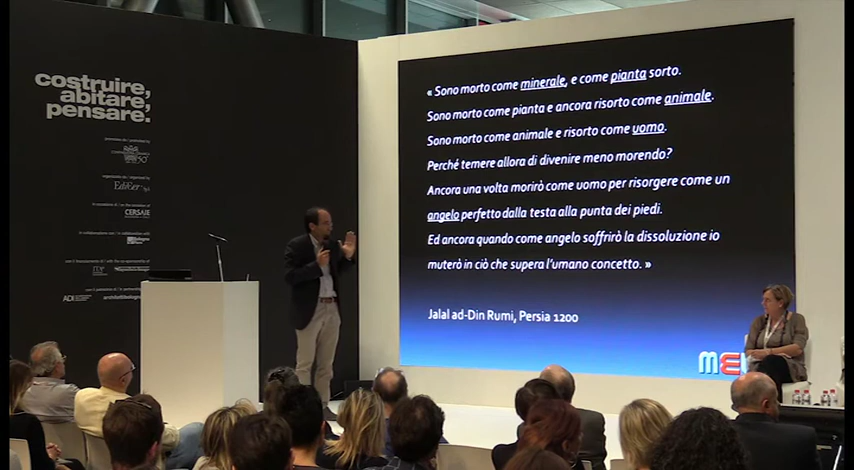 costruire,
abitare,
pensare.
EdiCer SpA
CERSAIE
ADI
« Sono morto come minerale, e come pianta sorto.
Sono morto come pianta e ancora risorto come animale.
Sono morto come animale e risorto come uomo.
Perché temere allora di divenire meno morendo?
Ancora una volta morirò come uomo per risorgere come un
angelo perfetto dalla testa alla punta dei piedi.
Ed ancora quando come angelo soffrirò la dissoluzione io
muterò in ciò che supera l'umano concetto. »
Jalal ad-Din Rumi, Persia 1200